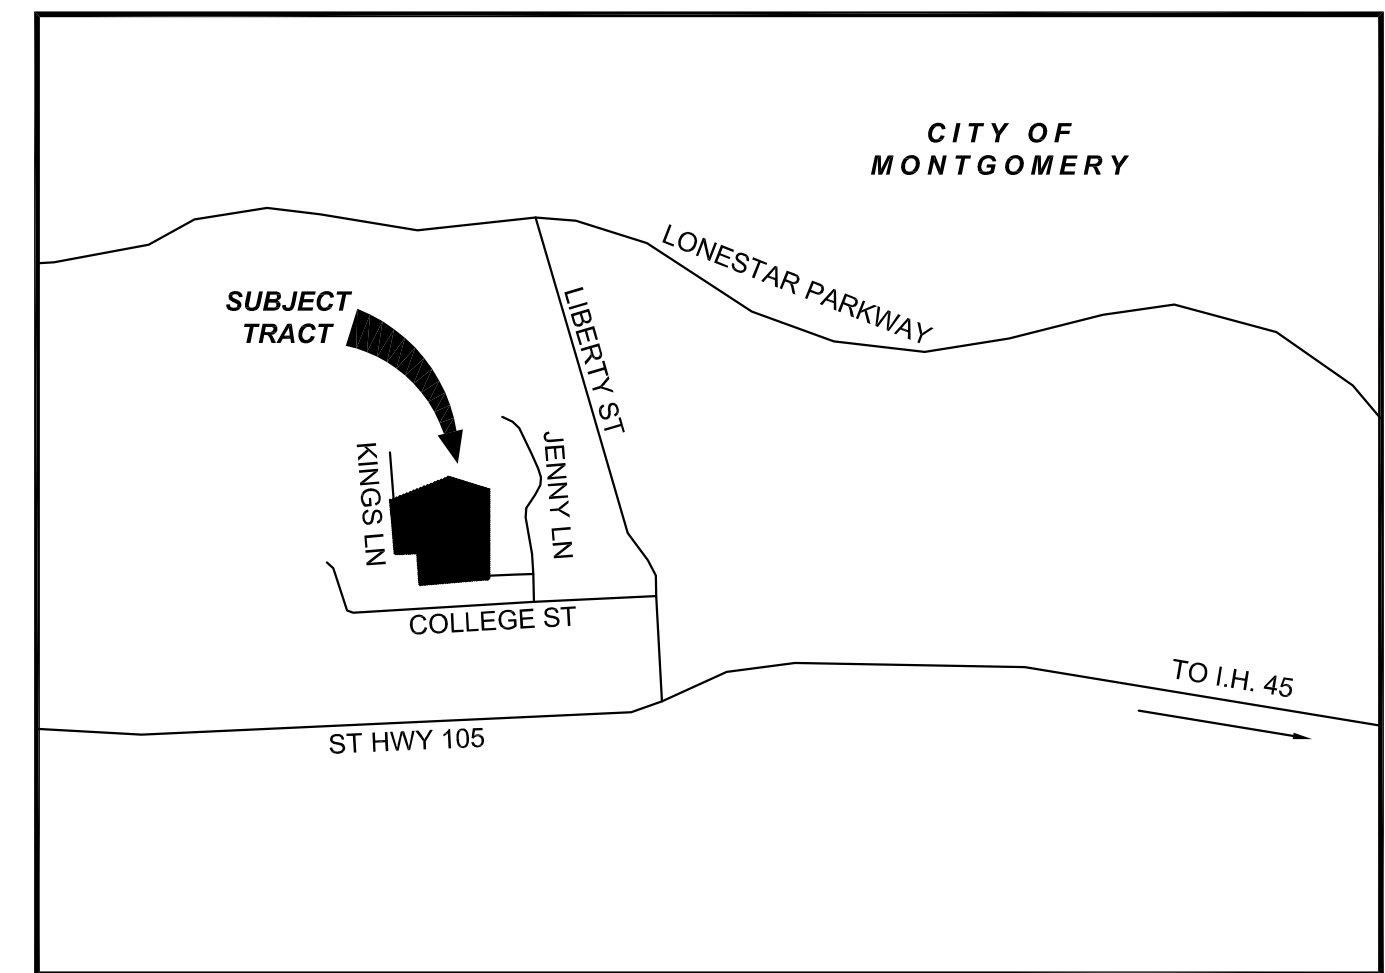 CITY OF
MONTGOMERY
LONESTAR PARKWAY
SUBJECT
TRACT
LIBERTY ST
KINGS LN
JENNY LN
COLLEGE ST
TO I.H. 45
ST HWY 105